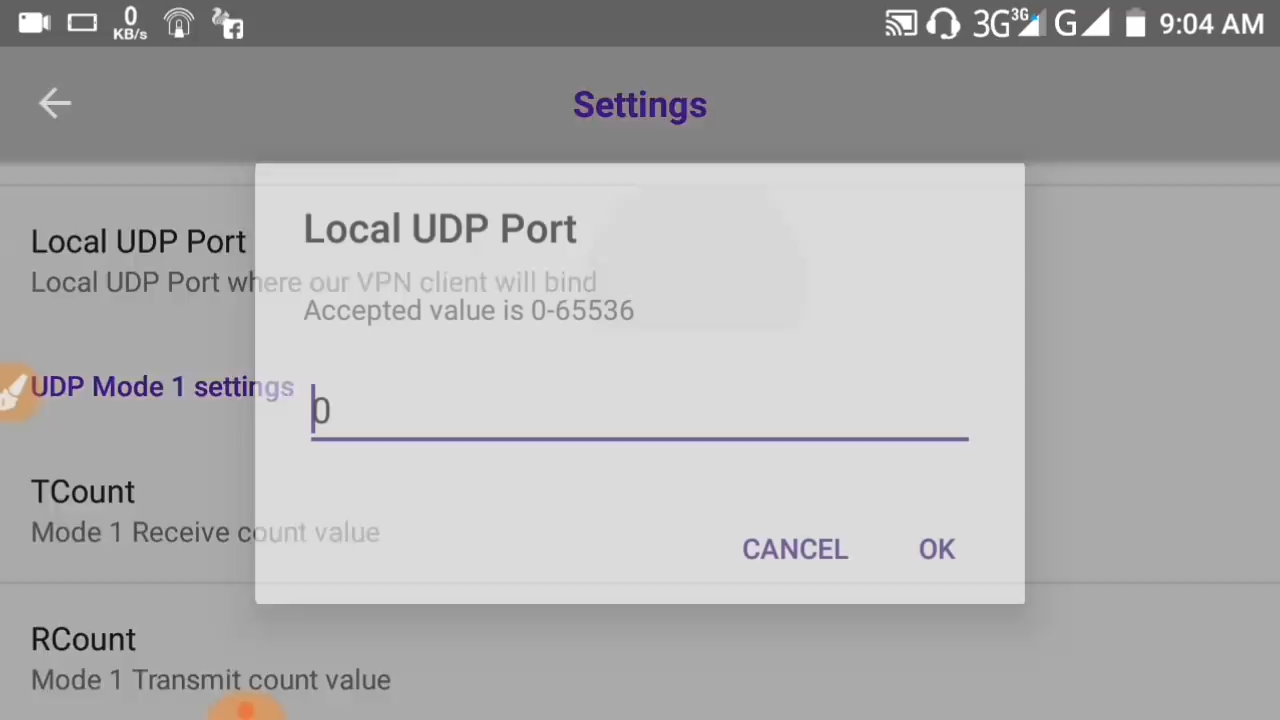 0
KB/s
3G 3G G 9:04 AM
Settings
Local UDP Port
Local UDP Port where our VPN client will bind
Local UDP Port
Accepted value is 0-65536
0
CANCEL OK
UDP Mode 1 settings
TCount
Mode 1 Receive count value
RCount
Mode 1 Transmit count value